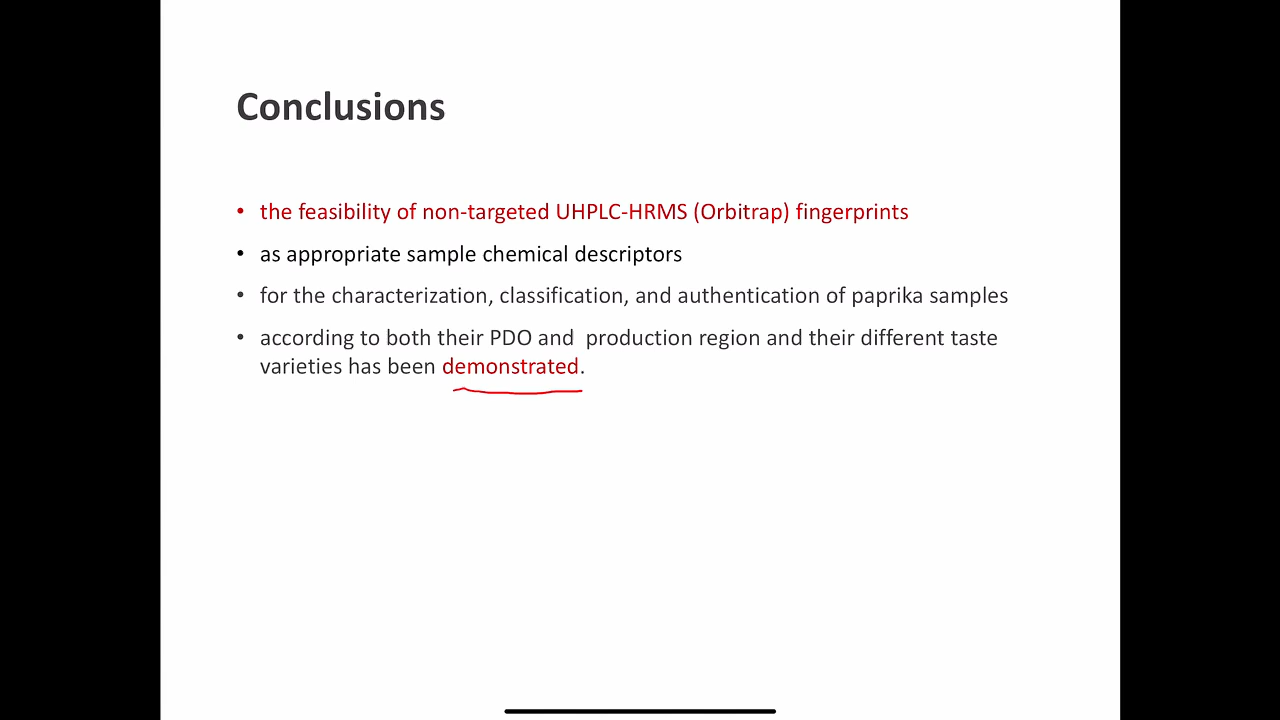 Conclusions
• the feasibility of non-targeted UHPLC-HRMS (Orbitrap) fingerprints
• as appropriate sample chemical descriptors
• for the characterization, classification, and authentication of paprika samples
• according to both their PDO and  production region and their different taste
varieties has been demonstrated.